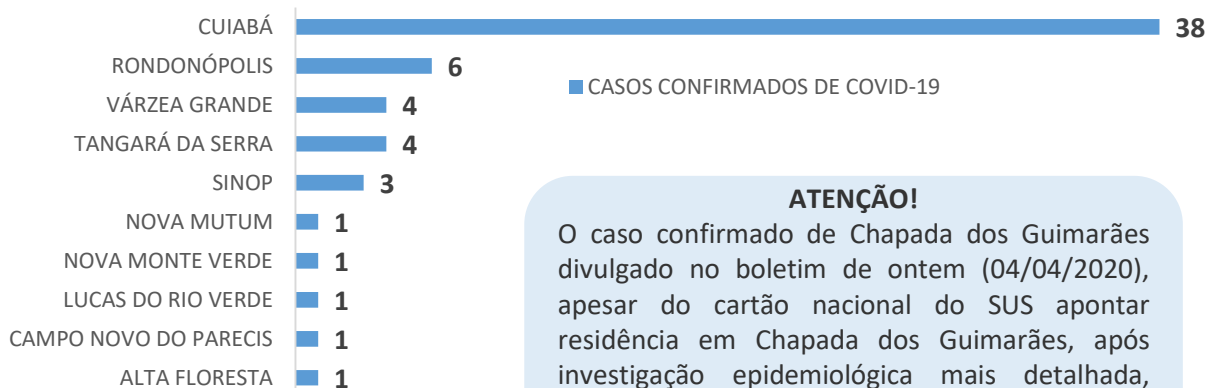 CUIABÁ 38
RONDONÓPOLIS 6
VÁRZEA GRANDE 4
TANGARÁ DA SERRA 4
SINOP 3
NOVA MUTUM 1
NOVA MONTE VERDE 1
LUCAS DO RIO VERDE 1
CAMPO NOVO DO PARECIS 1
ALTA FLORESTA 1
CASOS CONFIRMADOS DE COVID-19
ATENÇÃO!
O caso confirmado de Chapada dos Guimarães
divulgado no boletim de ontem (04/04/2020),
apesar do cartão nacional do SUS apontar
residência em Chapada dos Guimarães, após
investigação epidemiológica mais detalhada,